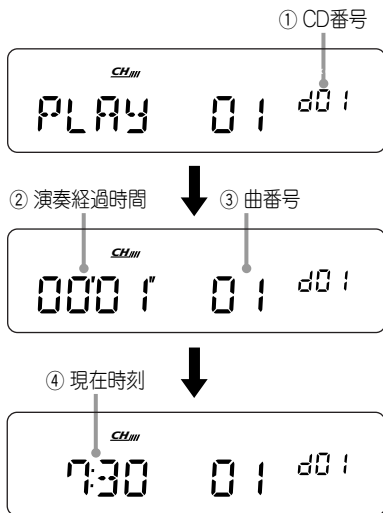 ① CD番号
CH
PLAY 01 d01
② 演奏経過時間 ③ 曲番号
CH
00'01" 01 d01
④ 現在時刻
CH
7:30 01 d01